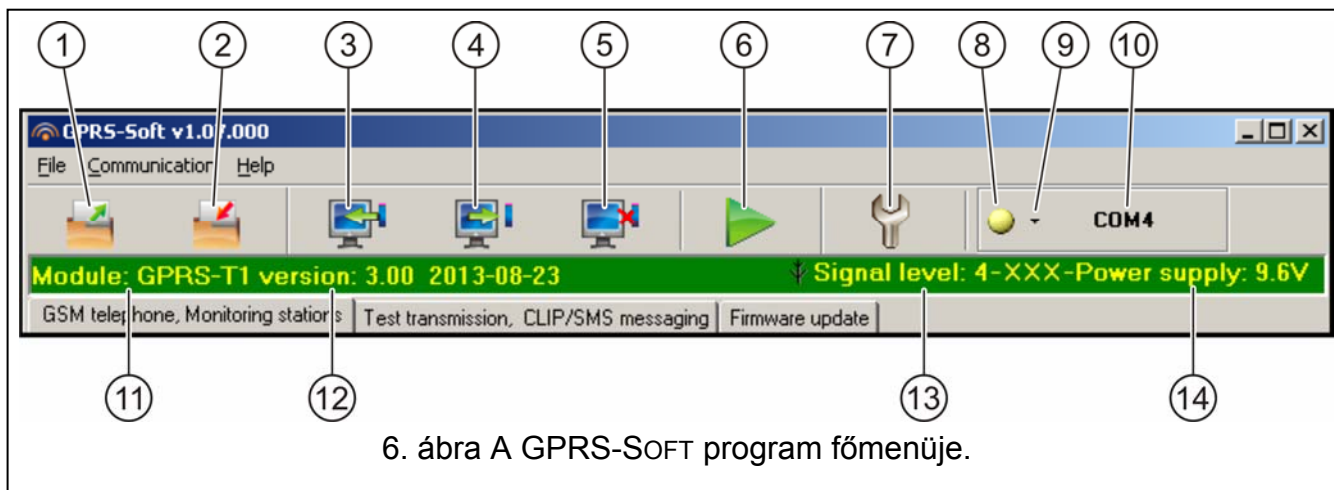 1 2 3 4 5 6 7 8 9 10
GPRS-Soft v1.07.000
File Communication Help
COM4
Module: GPRS-T1 version: 3.00 2013-08-23 Signal level: 4-XXX-Power supply: 9.6V
GSM telephone, Monitoring stations Test transmission, CLIP/SMS messaging Firmware update
11 12 13 14
6. ábra A GPRS-SOFT program főmenüje.